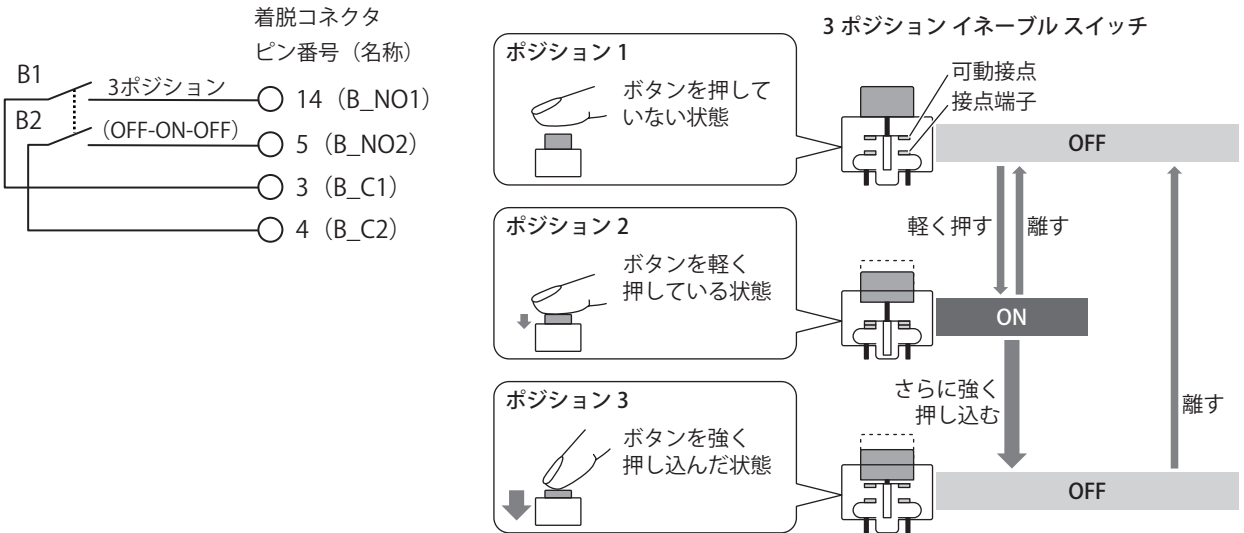 着脱コネクタ
ピン番号（名称）
B1
3ポジション
14（B_NO1）
B2
（OFF-ON-OFF）
5（B_NO2）
3（B_C1）
4（B_C2）
3 ポジション イネーブル スイッチ
ポジション 1
ボタンを押して
いない状態
可動接点
接点端子
OFF
軽く押す
離す
ポジション 2
ボタンを軽く
押している状態
ON
さらに強く
押し込む
離す
ポジション 3
ボタンを強く
押し込んだ状態
OFF